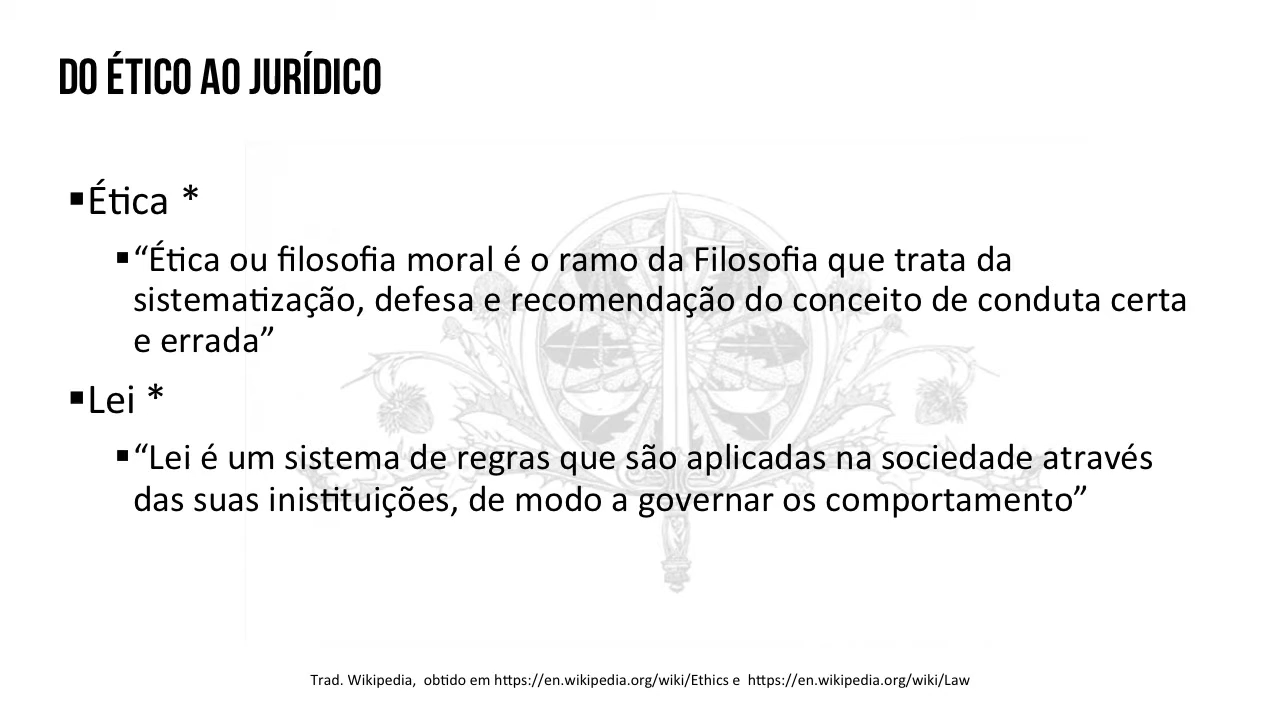 DO ÉTICO AO JURÍDICO
▪Ética *
▪“Ética ou filosofia moral é o ramo da Filosofia que trata da
sistematização, defesa e recomendação do conceito de conduta certa
e errada”
▪Lei *
▪“Lei é um sistema de regras que são aplicadas na sociedade através
das suas inistituições, de modo a governar os comportamento”
Trad. Wikipedia, obtido em https://en.wikipedia.org/wiki/Ethics e https://en.wikipedia.org/wiki/Law